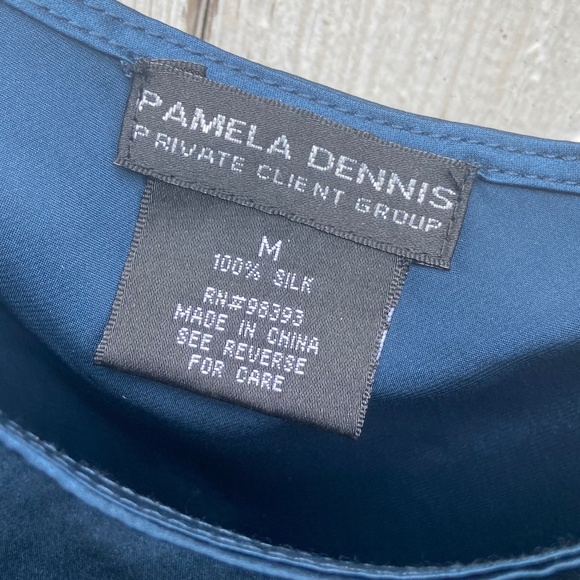 PAMELA DENNIS
PRIVATE CLIENT GROUP
M
100% SILK
RN#98393
MADE IN CHINA
SEE REVERSE
FOR CARE